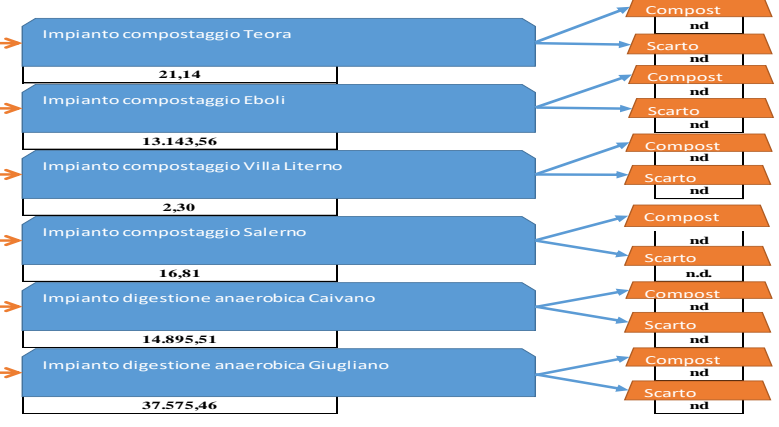 Compost
nd
Impianto compostaggio Teora
Scarto
nd
21,14
Compost
nd
Impianto compostaggio Eboli
Scarto
nd
13.143,56
Compost
nd
Impianto compostaggio Villa Literno
Scarto
nd
2,30
Compost
nd
Impianto compostaggio Salerno
Scarto
n.d.
16,81
Compost
nd
Impianto digestione anaerobica Caivano
Scarto
nd
14.895,51
Compost
nd
Impianto digestione anaerobica Giugliano
Scarto
nd
37.575,46